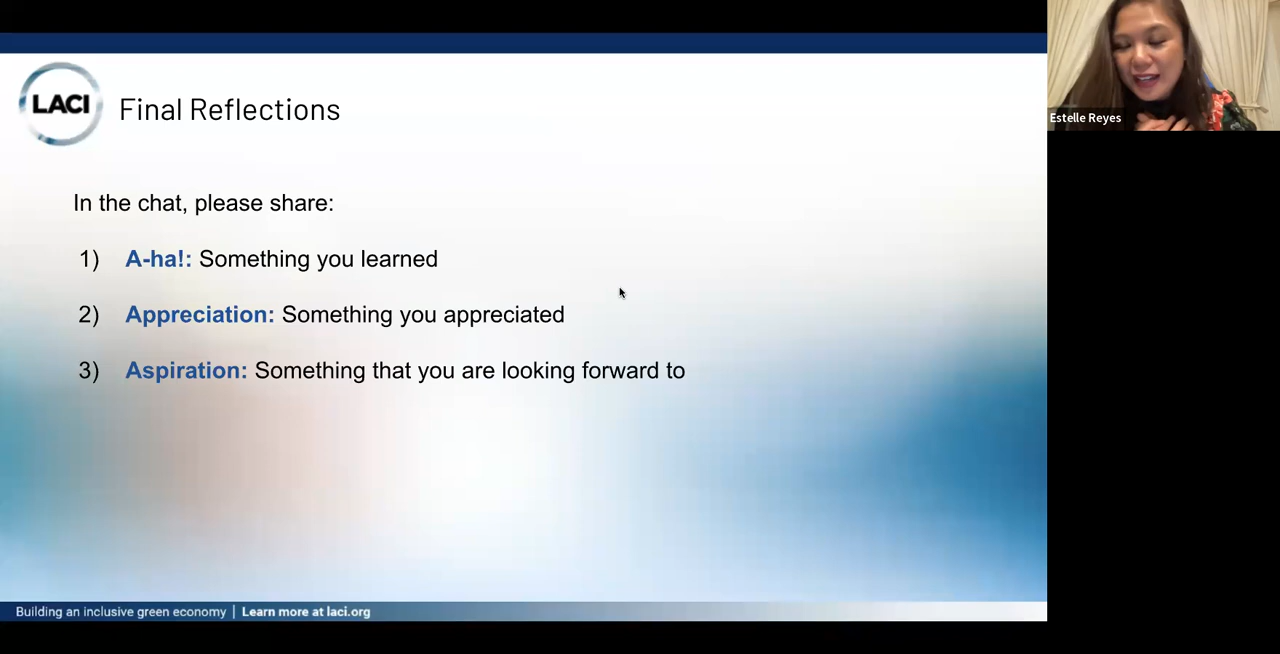 LACI
Final Reflections
In the chat, please share:
1) A-ha!: Something you learned
2) Appreciation: Something you appreciated
3) Aspiration: Something that you are looking forward to
Building an inclusive green economy | Learn more at laci.org
Estelle Reyes